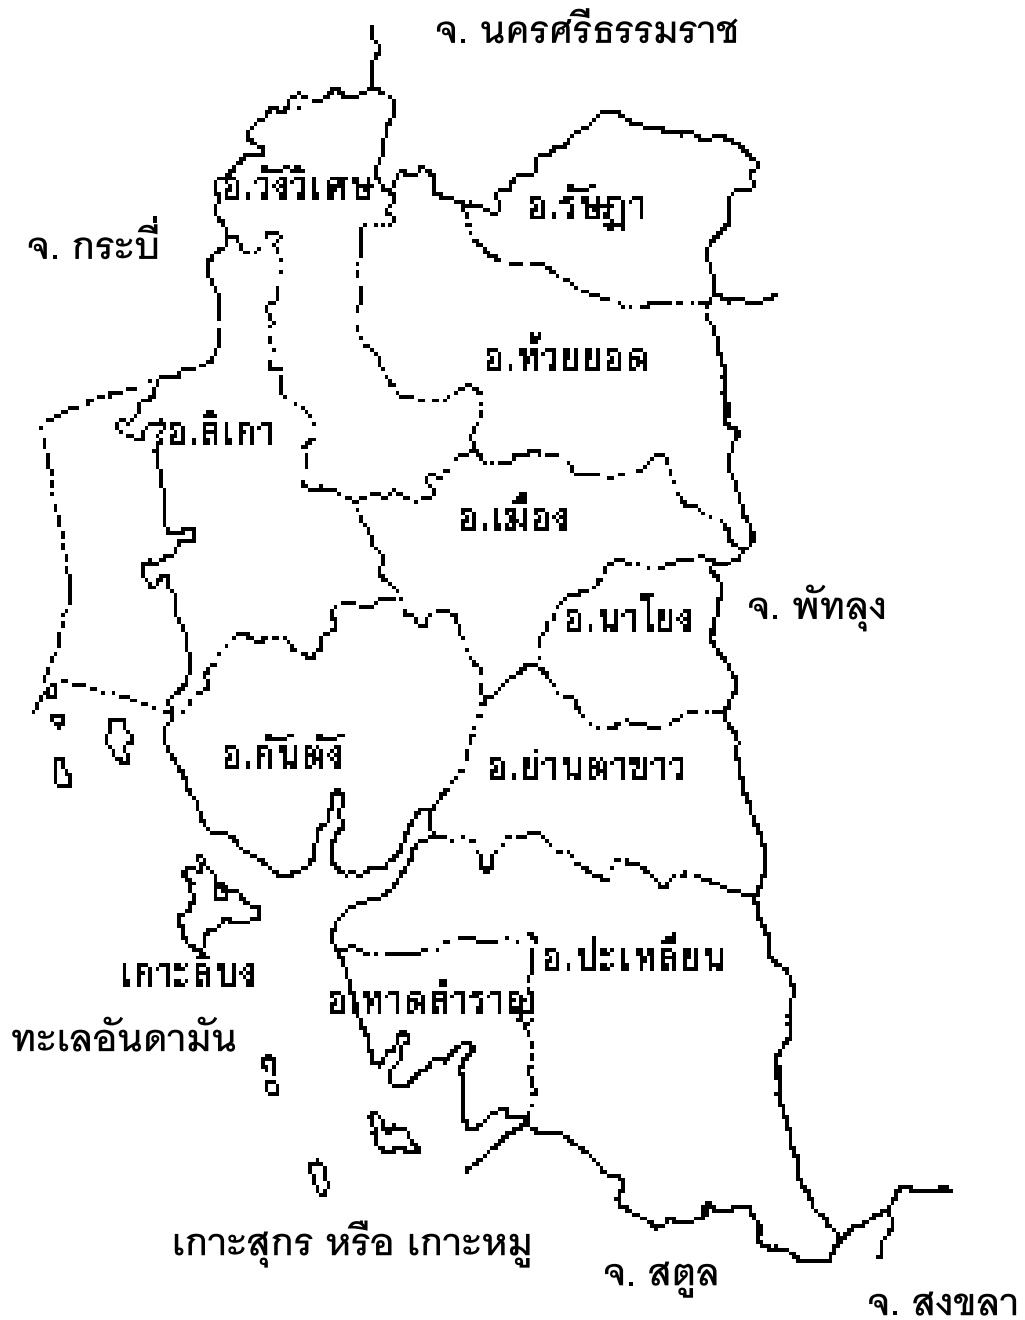 จ. นครศรีธรรมราช
อ.วังวิเศษ
อ.รัษฎา
จ. กระบี่
อ.ห้วยยอด
อ.สิเกา
อ.เมือง
จ. พัทลุง
อ.นาโยง
อ.กันตัง
อ.ย่านตาขาว
อ.ปะเหลียน
เกาะลิบง
อ.หาดสำราญ
ทะเลอันดามัน
เกาะสุกร หรือ เกาะหมู
จ. สตูล
จ. สงขลา